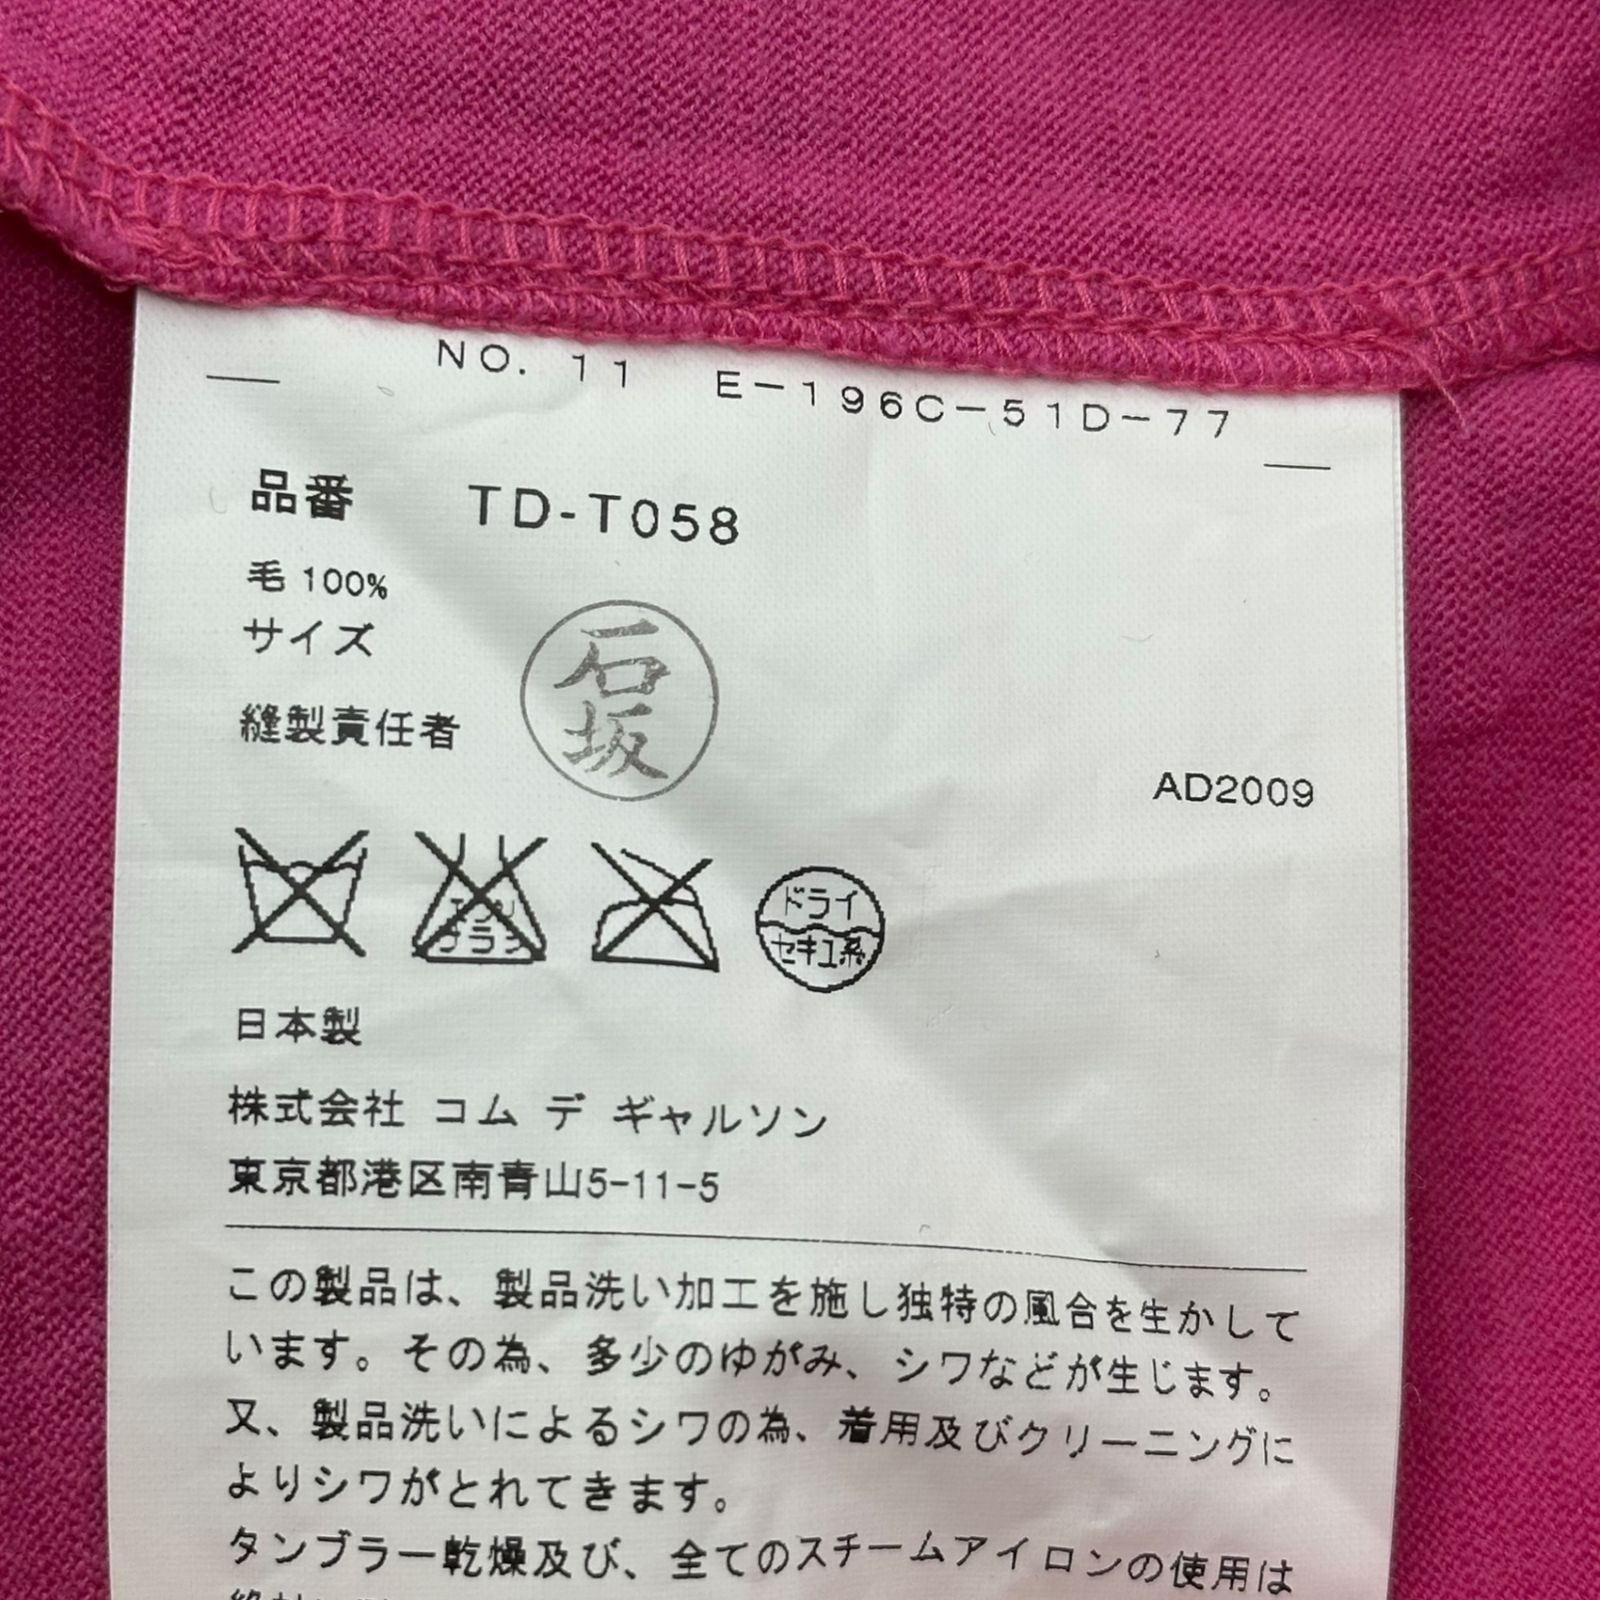 NO. 11 E-196C-51D-77
品番 TD-T058
毛 100%
サイズ
縫製責任者 石坂
AD2009
エンソ
サラシ
ドライ
セキユ系
日本製
株式会社 コム デ ギャルソン
東京都港区南青山5-11-5
この製品は、製品洗い加工を施し独特の風合を生かして
います。その為、多少のゆがみ、シワなどが生じます。
又、製品洗いによるシワの為、着用及びクリーニングに
よりシワがとれてきます。
タンブラー乾燥及び、全てのスチームアイロンの使用は